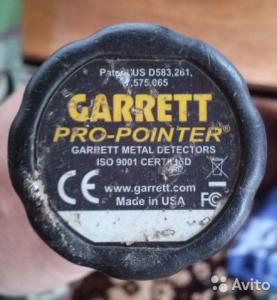 Patent US D583,261,
7,575,065
GARRETT
PRO-POINTER®
GARRETT METAL DETECTORS
ISO 9001 CERTIFIED
CE www.garrett.com
Made in USA FC
Avito